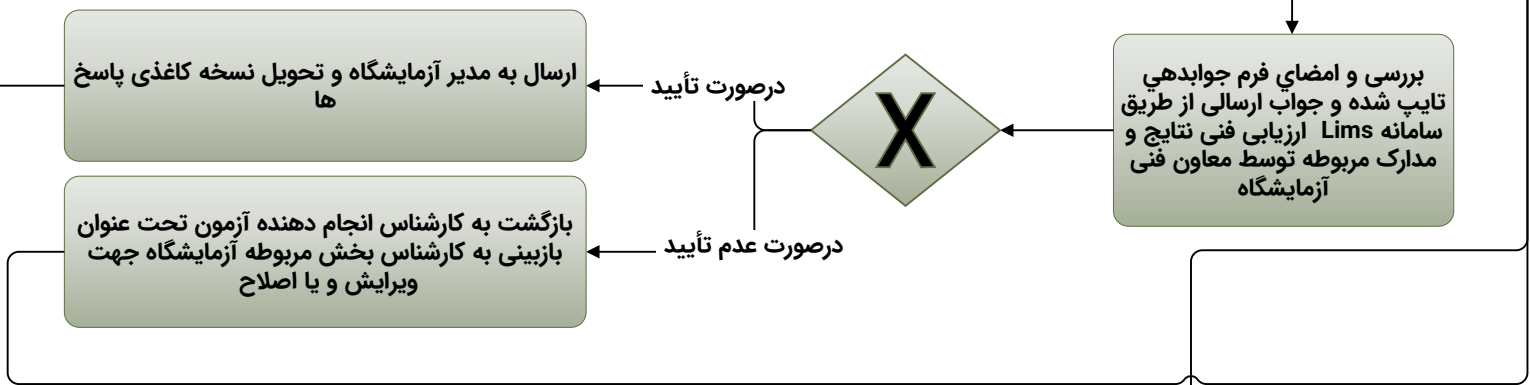 بررسی و امضاي فرم جوابدهي
تایپ شده و جواب ارسالی از طریق
سامانه Lims ارزیابی فنی نتایج و
مدارک مربوطه توسط معاون فنی
آزمایشگاه
X
درصورت تأیید
ارسال به مدیر آزمایشگاه و تحویل نسخه کاغذی پاسخ
ها
درصورت عدم تأیید
بازگشت به کارشناس انجام دهنده آزمون تحت عنوان
بازبینی به کارشناس بخش مربوطه آزمایشگاه جهت
ویرایش و یا اصلاح